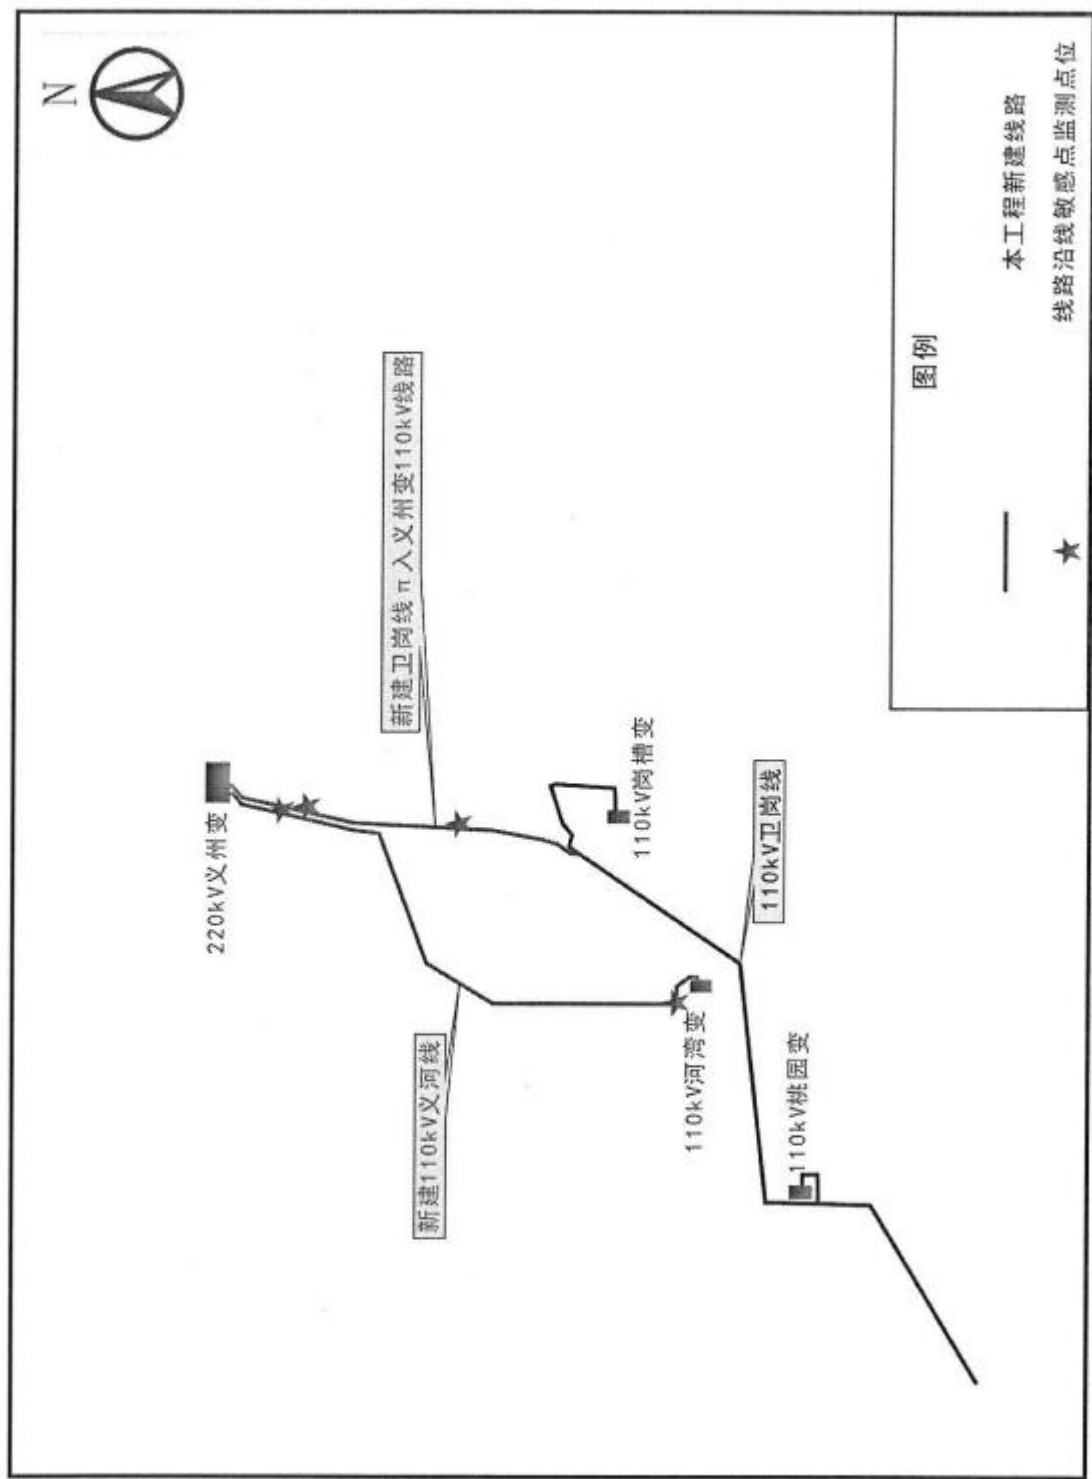 N
220kV义州变
新建卫岗线π入义州变110kV线路
新建110kV义河线
110kV岗槽变
110kV河湾变
110kV卫岗线
110kV桃园变
图例
本工程新建线路
线路沿线敏感点监测点位